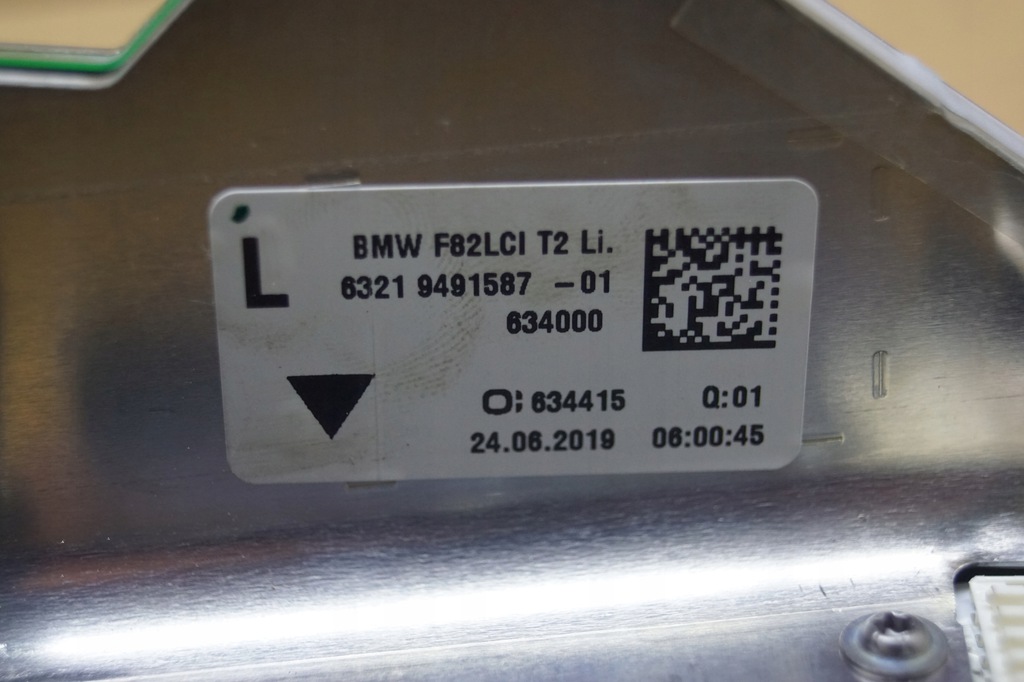 L
BMW F82LCI T2 Li.
6321 9491587 -01
634000
O: 634415 Q:01
24.06.2019 06:00:45